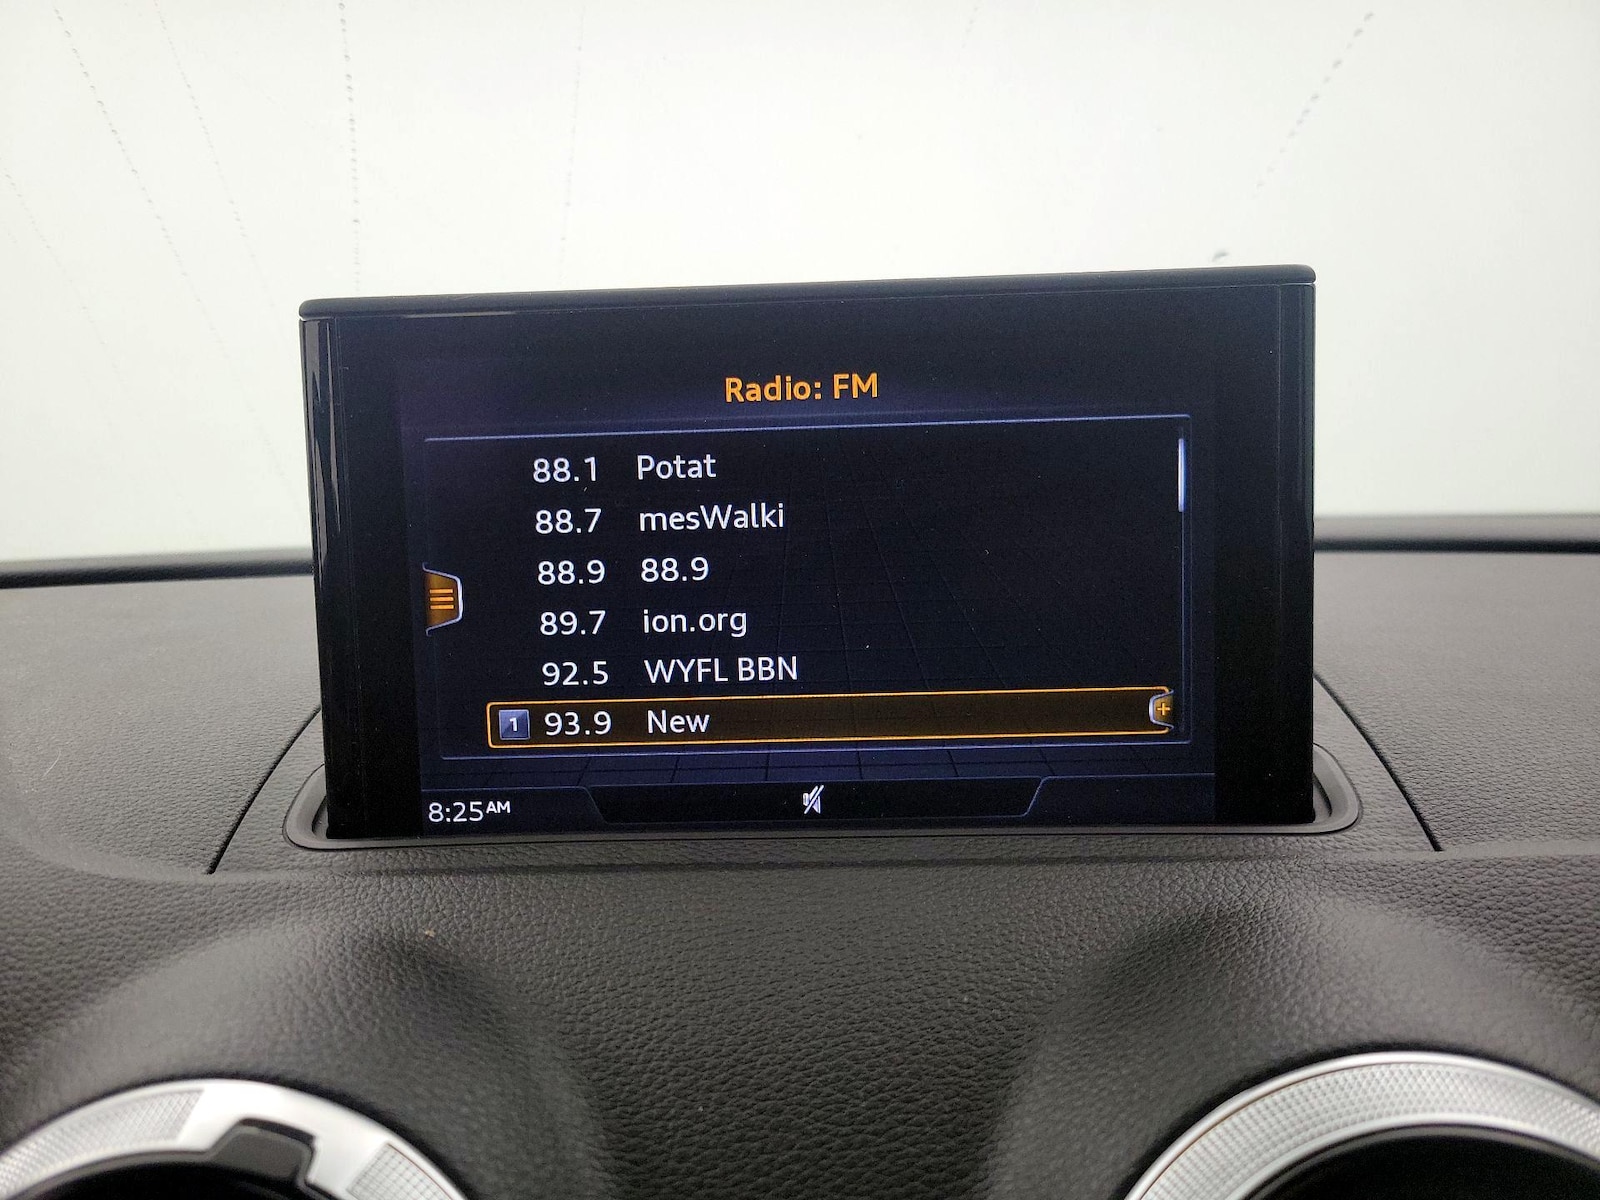 Radio: FM
88.1 Potat
88.7 mesWalki
88.9 88.9
89.7 ion.org
92.5 WYFL BBN
1 93.9 New
8:25AM